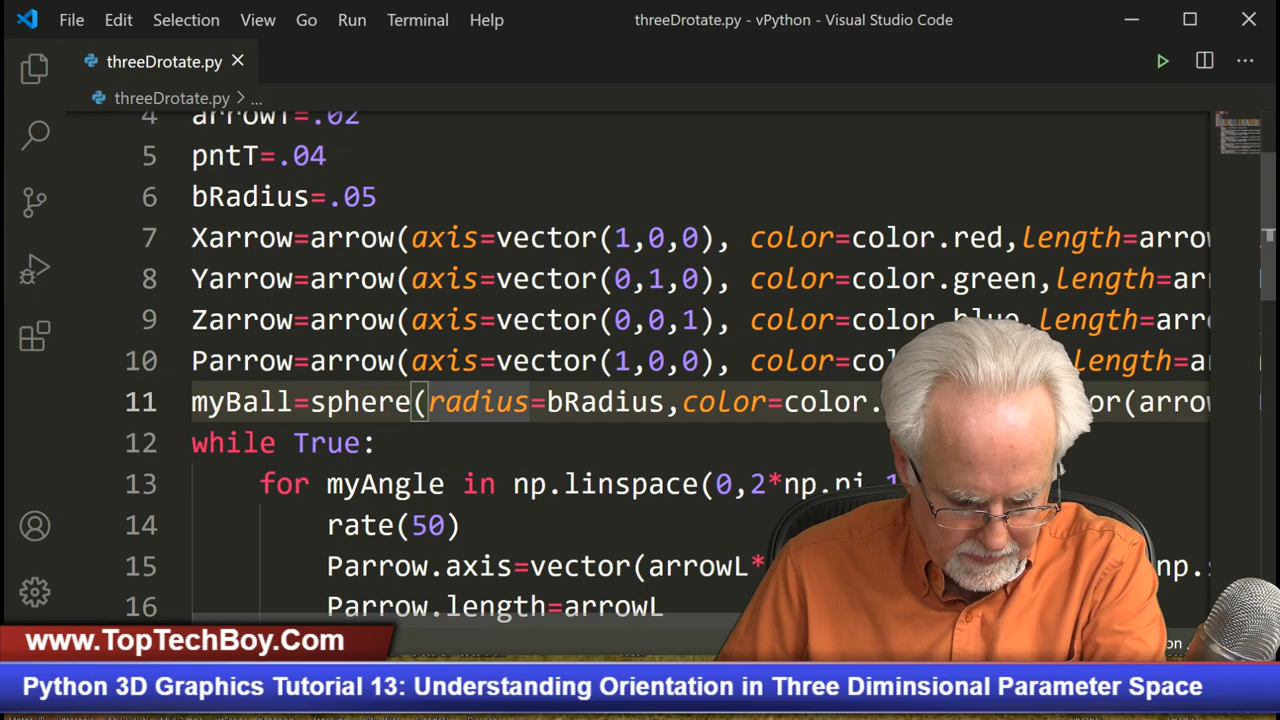 File Edit Selection View Go Run Terminal Help threeDrotate.py - vPython - Visual Studio Code
threeDrotate.py
threeDrotate.py > ...
4 arrowT=.02
5 pntT=.04
6 bRadius=.05
7 Xarrow=arrow(axis=vector(1,0,0), color=color.red,length=arrow
8 Yarrow=arrow(axis=vector(0,1,0), color=color.green,length=arr
9 Zarrow=arrow(axis=vector(0,0,1), color=color.blue,length=arro
10 Parrow=arrow(axis=vector(1,0,0), color=co length=a
11 myBall=sphere(radius=bRadius,color=color. or(arrow
12 while True:
13 for myAngle in np.linspace(0,2*np.pi
14 rate(50)
15 Parrow.axis=vector(arrowL* np.
16 Parrow.length=arrowL
www.TopTechBoy.Com
Python 3D Graphics Tutorial 13: Understanding Orientation in Three Diminsional Parameter Space